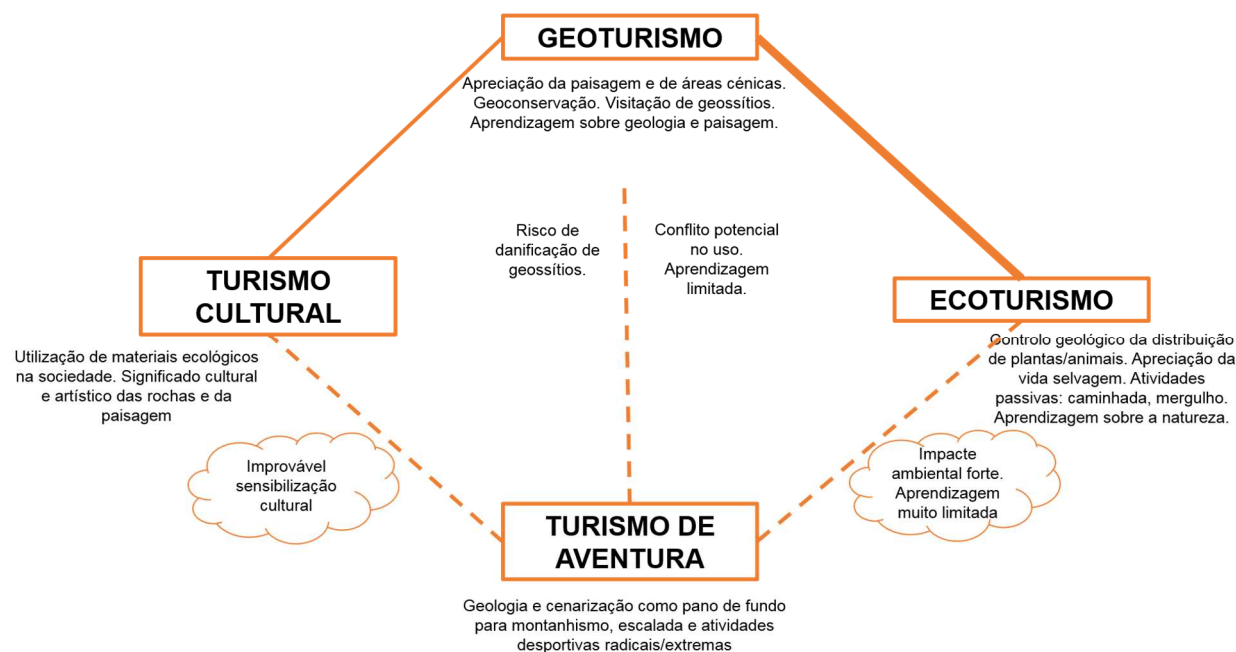 GEOTURISMO
Apreciação da paisagem e de áreas cénicas.
Geoconservação. Visitação de geossítios.
Aprendizagem sobre geologia e paisagem.
Risco de
danificação de
geossítios.
Conflito potencial
no uso.
Aprendizagem
limitada.
TURISMO
CULTURAL
Utilização de materiais ecológicos
na sociedade. Significado cultural
e artístico das rochas e da
paisagem
ECOTURISMO
Controlo geológico da distribuição
de plantas/animais. Apreciação da
vida selvagem. Atividades
passivas: caminhada, mergulho.
Aprendizagem sobre a natureza.
Improvável
sensibilização
cultural
Impacte
ambiental forte.
Aprendizagem
muito limitada
TURISMO DE
AVENTURA
Geologia e cenarização como pano de fundo
para montanhismo, escalada e atividades
desportivas radicais/extremas